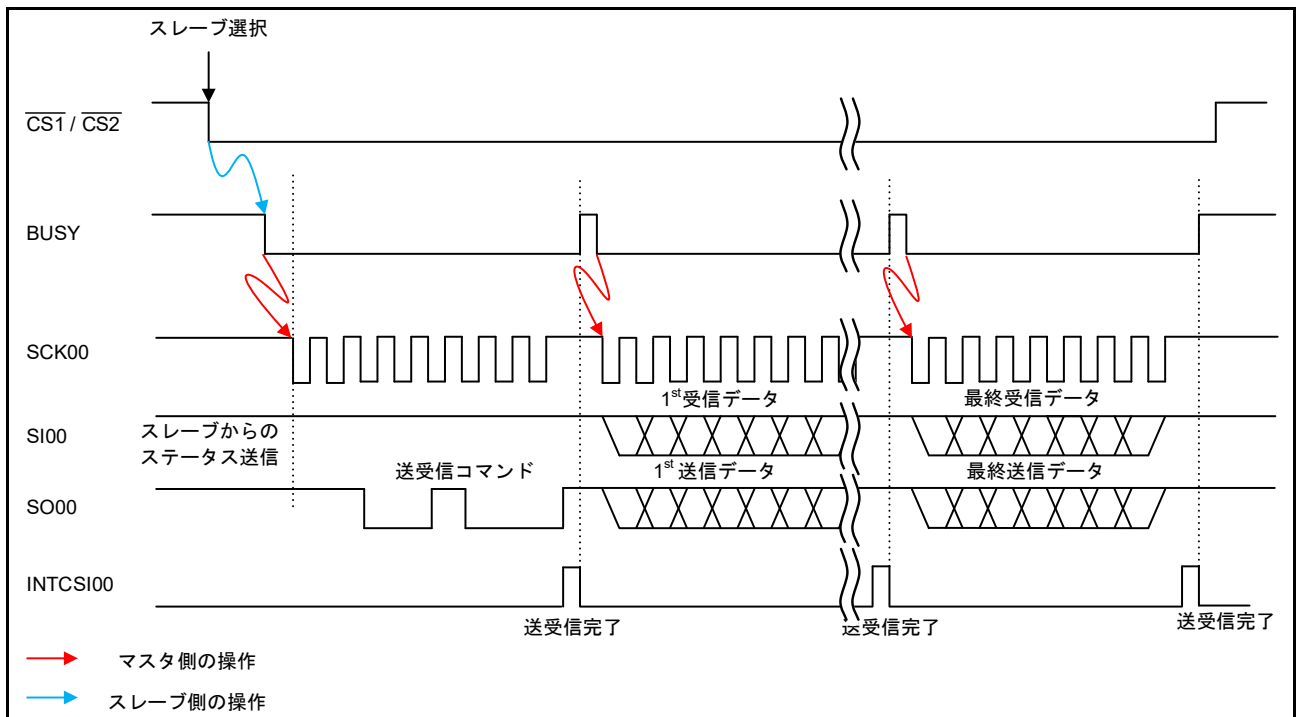 スレーブ選択
CS1 / CS2
BUSY
SCK00
1st受信データ
最終受信データ
SI00
スレーブからの
ステータス送信
送受信コマンド
1st送信データ
最終送信データ
SO00
INTCSI00
送受信完了
送受信完了
送受信完了
マスタ側の操作
スレーブ側の操作